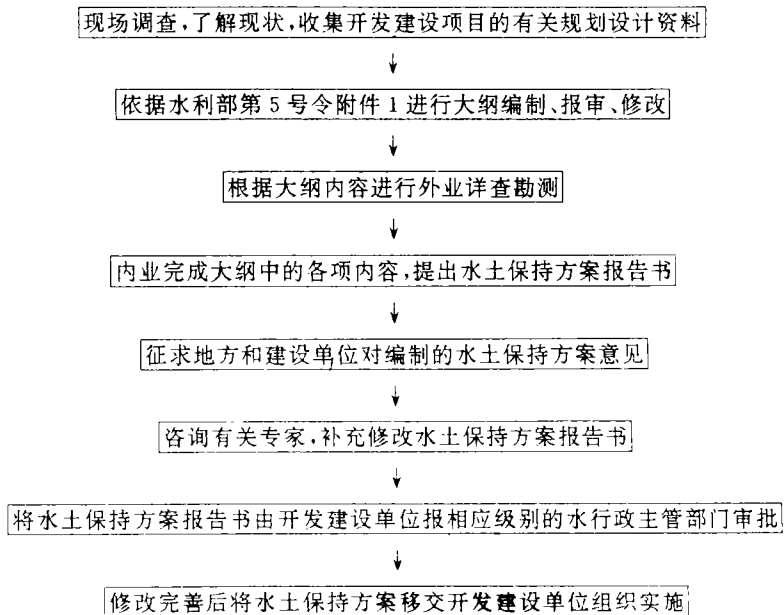 现场调查,了解现状,收集开发建设项目的有关规划设计资料
↓
依据水利部第5号令附件1进行大纲编制、报审、修改
↓
根据大纲内容进行外业详查勘测
↓
内业完成大纲中的各项内容,提出水土保持方案报告书
↓
征求地方和建设单位对编制的水土保持方案意见
↓
咨询有关专家,补充修改水土保持方案报告书
↓
将水土保持方案报告书由开发建设单位报相应级别的水行政主管部门审批
↓
修改完善后将水土保持方案移交开发建设单位组织实施